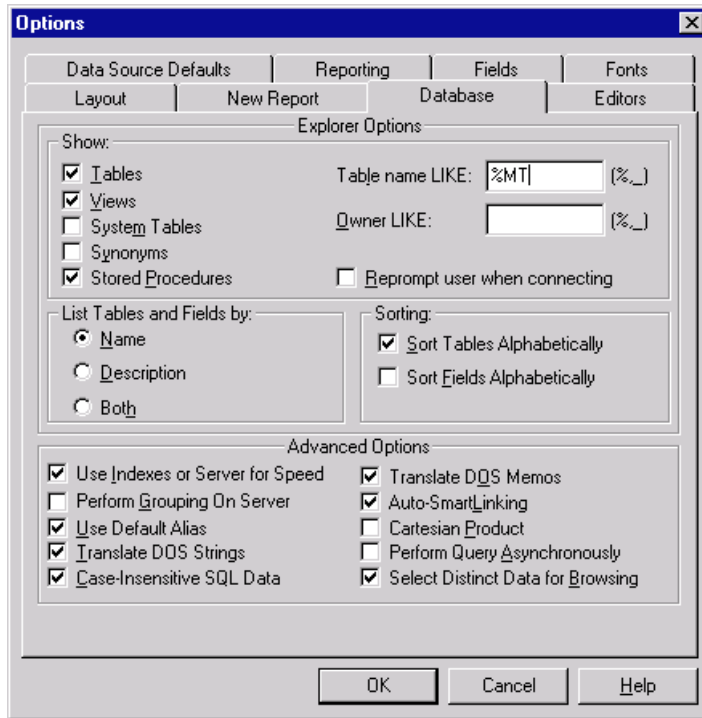 Options
Data Source Defaults Reporting Fields Fonts
Layout New Report Database Editors
Explorer Options
Show:
Tables Table name LIKE: %MT (%,_)
Views
System Tables Owner LIKE: (%,_)
Synonyms
Stored Procedures Reprompt user when connecting
List Tables and Fields by: Sorting:
Name Sort Tables Alphabetically
Description Sort Fields Alphabetically
Both
Advanced Options
Use Indexes or Server for Speed Translate DOS Memos
Perform Grouping On Server Auto-SmartLinking
Use Default Alias Cartesian Product
Translate DOS Strings Perform Query Asynchronously
Case-Insensitive SQL Data Select Distinct Data for Browsing
OK Cancel Help